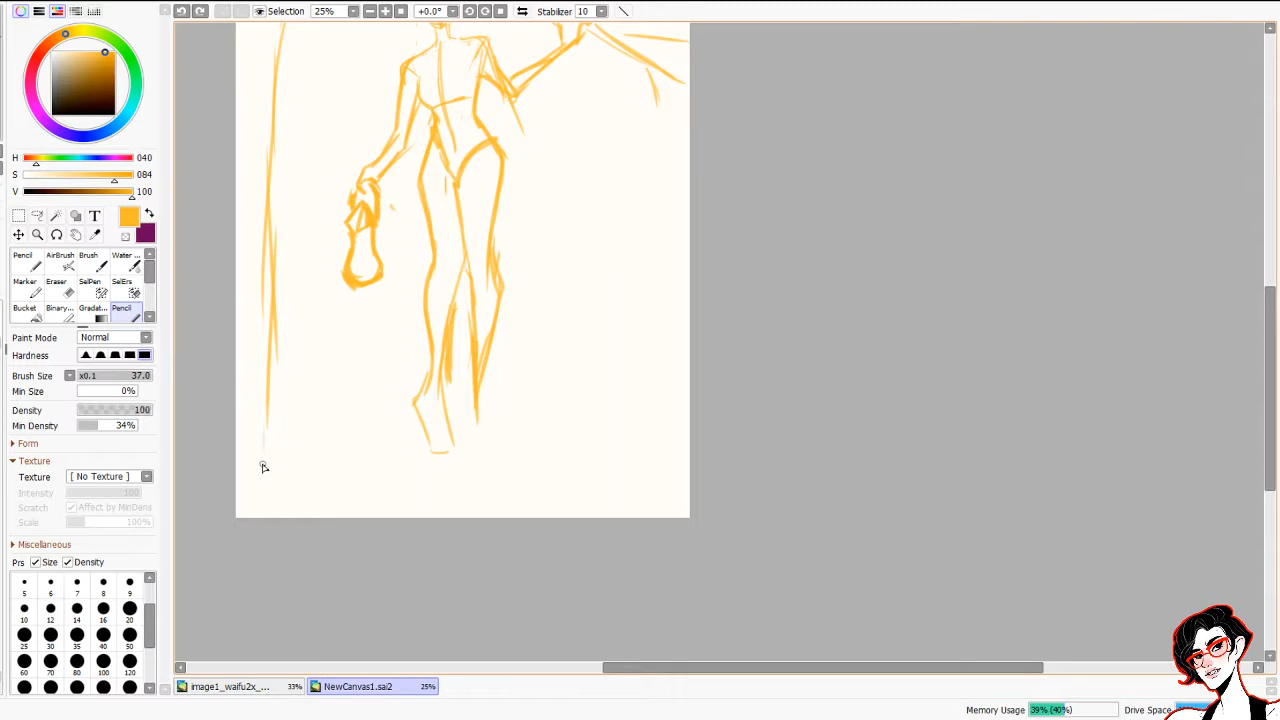 Selection 25% +0.0° Stabilizer 10
H 040
S 084
V 100
T
Pencil AirBrush Brush Water ...
Marker Eraser SelPen SelErs
Bucket Binary... Gradat... Pencil
Paint Mode Normal
Hardness
Brush Size x0.1 37.0
Min Size 0%
Density 100
Min Density 34%
Form
Texture
Texture [ No Texture ]
Intensity 100
Scratch Affect by MinDens
Scale 100%
Miscellaneous
Prs Size Density
5 6 7 8 9
10 12 14 16 20
25 30 35 40 50
60 70 80 100 120
image1_waifu2x_... 33% NewCanvas1.sai2 25%
Memory Usage 39% (40%) Drive Space